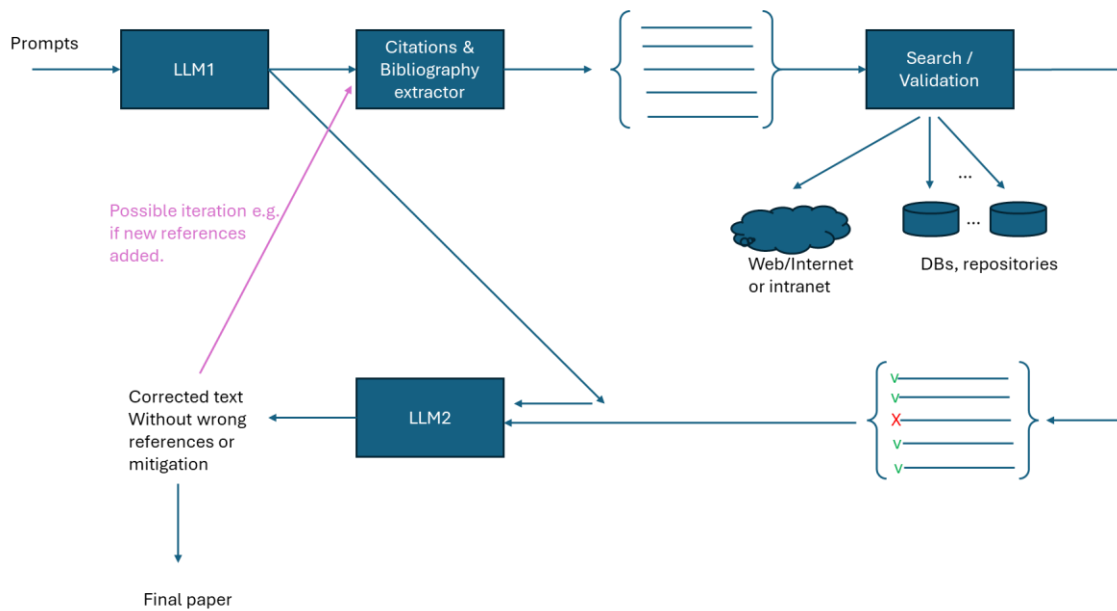 Prompts
LLM1
Citations &
Bibliography
extractor
Search /
Validation
...
...
Web/Internet
or intranet
DBs, repositories
Possible iteration e.g.
if new references
added.
v
v
X
v
v
LLM2
Corrected text
Without wrong
references or
mitigation
Final paper